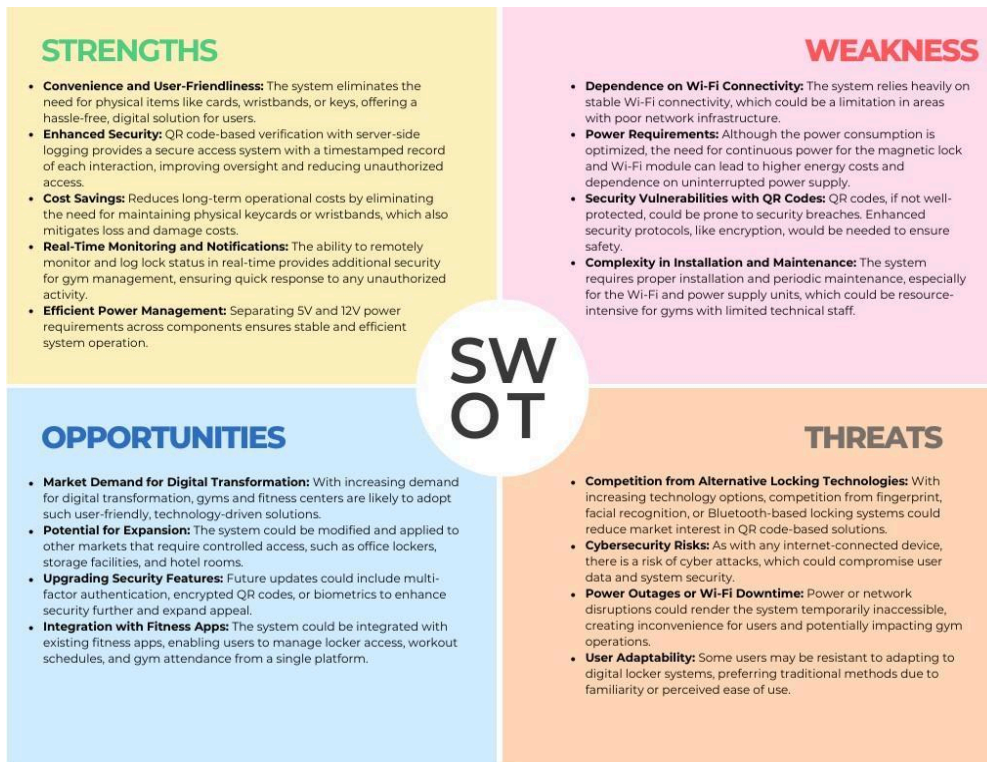 STRENGTHS
• Convenience and User-Friendliness: The system eliminates the
need for physical items like cards, wristbands, or keys, offering a
hassle-free, digital solution for users.
• Enhanced Security: QR code-based verification with server-side
logging provides a secure access system with a timestamped record
of each interaction, improving oversight and reducing unauthorized
access.
• Cost Savings: Reduces long-term operational costs by eliminating
the need for maintaining physical keycards or wristbands, which also
mitigates loss and damage costs.
• Real-Time Monitoring and Notifications: The ability to remotely
monitor and log lock status in real-time provides additional security
for gym management, ensuring quick response to any unauthorized
activity.
• Efficient Power Management: Separating 5V and 12V power
requirements across components ensures stable and efficient
system operation.
WEAKNESS
• Dependence on Wi-Fi Connectivity: The system relies heavily on
stable Wi-Fi connectivity, which could be a limitation in areas
with poor network infrastructure.
• Power Requirements: Although the power consumption is
optimized, the need for continuous power for the magnetic lock
and Wi-Fi module can lead to higher energy costs and
dependence on uninterrupted power supply.
• Security Vulnerabilities with QR Codes: QR codes, if not well-
protected, could be prone to security breaches. Enhanced
security protocols, like encryption, would be needed to ensure
safety.
• Complexity in Installation and Maintenance: The system
requires proper installation and periodic maintenance, especially
for the Wi-Fi and power supply units, which could be resource-
intensive for gyms with limited technical staff.
SW
OT
OPPORTUNITIES
• Market Demand for Digital Transformation: With increasing demand
for digital transformation, gyms and fitness centers are likely to adopt
such user-friendly, technology-driven solutions.
• Potential for Expansion: The system could be modified and applied to
other markets that require controlled access, such as office lockers,
storage facilities, and hotel rooms.
• Upgrading Security Features: Future updates could include multi-
factor authentication, encrypted QR codes, or biometrics to enhance
security further and expand appeal.
• Integration with Fitness Apps: The system could be integrated with
existing fitness apps, enabling users to manage locker access, workout
schedules, and gym attendance from a single platform.
THREATS
• Competition from Alternative Locking Technologies: With
increasing technology options, competition from fingerprint,
facial recognition, or Bluetooth-based locking systems could
reduce market interest in QR code-based solutions.
• Cybersecurity Risks: As with any internet-connected device,
there is a risk of cyber attacks, which could compromise user
data and system security.
• Power Outages or Wi-Fi Downtime: Power or network
disruptions could render the system temporarily inaccessible,
creating inconvenience for users and potentially impacting gym
operations.
• User Adaptability: Some users may be resistant to adapting to
digital locker systems, preferring traditional methods due to
familiarity or perceived ease of use.